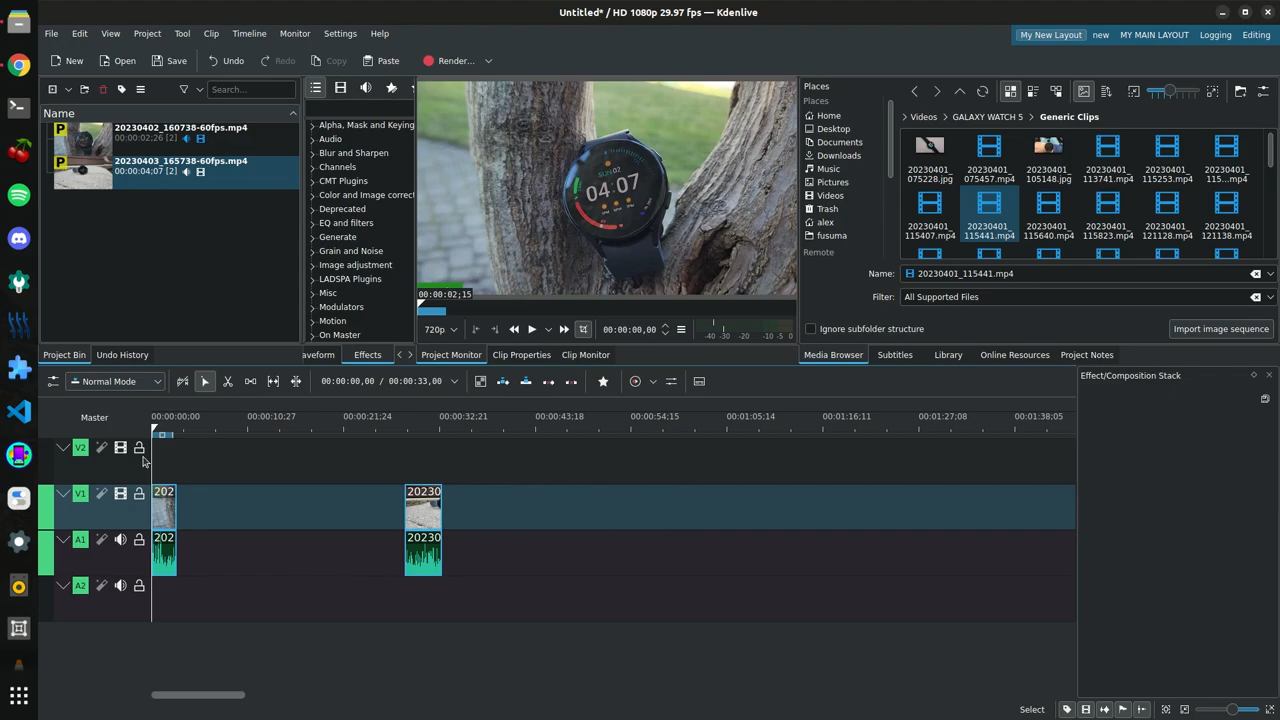 Untitled* / HD 1080p 29.97 fps — Kdenlive
File Edit View Project Tool Clip Timeline Monitor Settings Help
My New Layout new MY MAIN LAYOUT Logging Editing
New Open Save Undo Redo Copy Paste Render...
Search...
Name
20230402_160738-60fps.mp4
00:00:02;26 [2]
20230403_165738-60fps.mp4
00:00:04;07 [2]
Project Bin Undo History
Alpha, Mask and Keying
Audio
Blur and Sharpen
Channels
CMT Plugins
Color and Image correct
Deprecated
EQ and filters
Generate
Grain and Noise
Image adjustment
LADSPA Plugins
Misc
Modulators
Motion
On Master
aveform Effects
SUN 02
04:07
00:00:02;15
720p 00:00:00,00 -40 -30 -20 -10 0
Project Monitor Clip Properties Clip Monitor
Places
Places
Home
Desktop
Documents
Downloads
Music
Pictures
Videos
Trash
alex
fusuma
Remote
Videos GALAXY WATCH 5 Generic Clips
20230401_075228.jpg 20230401_075457.mp4 20230401_105148.jpg 20230401_113741.mp4 20230401_115253.mp4 20230401_115...0.mp4
20230401_115407.mp4 20230401_115441.mp4 20230401_115640.mp4 20230401_115823.mp4 20230401_121128.mp4 20230401_121138.mp4
Name: 20230401_115441.mp4
Filter: All Supported Files
Ignore subfolder structure Import image sequence
Media Browser Subtitles Library Online Resources Project Notes
Normal Mode 00:00:00,00 / 00:00:33,00
Effect/Composition Stack
Master 00:00:00;00 00:00:10;27 00:00:21;24 00:00:32;21 00:00:43;18 00:00:54;15 00:01:05;14 00:01:16;11 00:01:27;08 00:01:38;05
V2
V1 202 20230
A1 202 20230
A2
Select